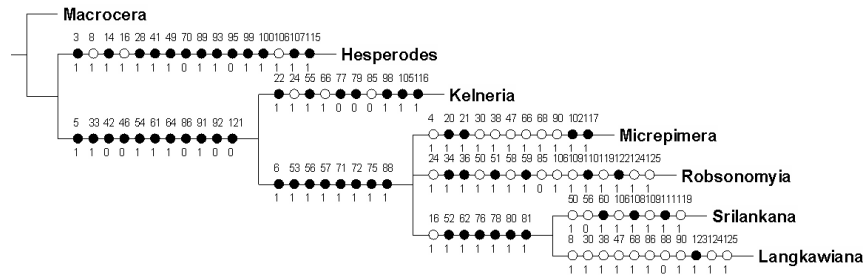 Macrocera
3 8 14 16 28 41 49 70 89 93 95 99 100 106 107 115
Hesperodes
1 1 1 1 1 1 1 0 1 1 0 1 1 1 1 1
22 24 55 66 77 79 85 98 105 116
Kelneria
1 1 1 1 0 0 0 1 1 1
5 33 42 46 54 61 64 86 91 92 121
1 1 0 0 1 1 1 0 1 0 0
4 20 21 30 38 47 66 68 90 102 117
Micrepimera
1 1 1 1 1 1 1 1 1 1 1
24 34 36 50 51 58 59 85 106 109 110 119 122 124 125
Robsonomyia
1 1 1 1 1 1 1 0 1 1 1 1 1 1 1
6 53 56 57 71 72 75 88
1 1 1 1 1 1 1 1
50 56 60 106 108 109 111 119
Srilankana
1 0 1 1 1 1 1 1
16 52 62 76 78 80 81
1 1 1 1 1 1 1
8 30 38 47 68 86 88 90 123 124 125
Langkawiana
1 1 1 1 1 0 1 1 1 1